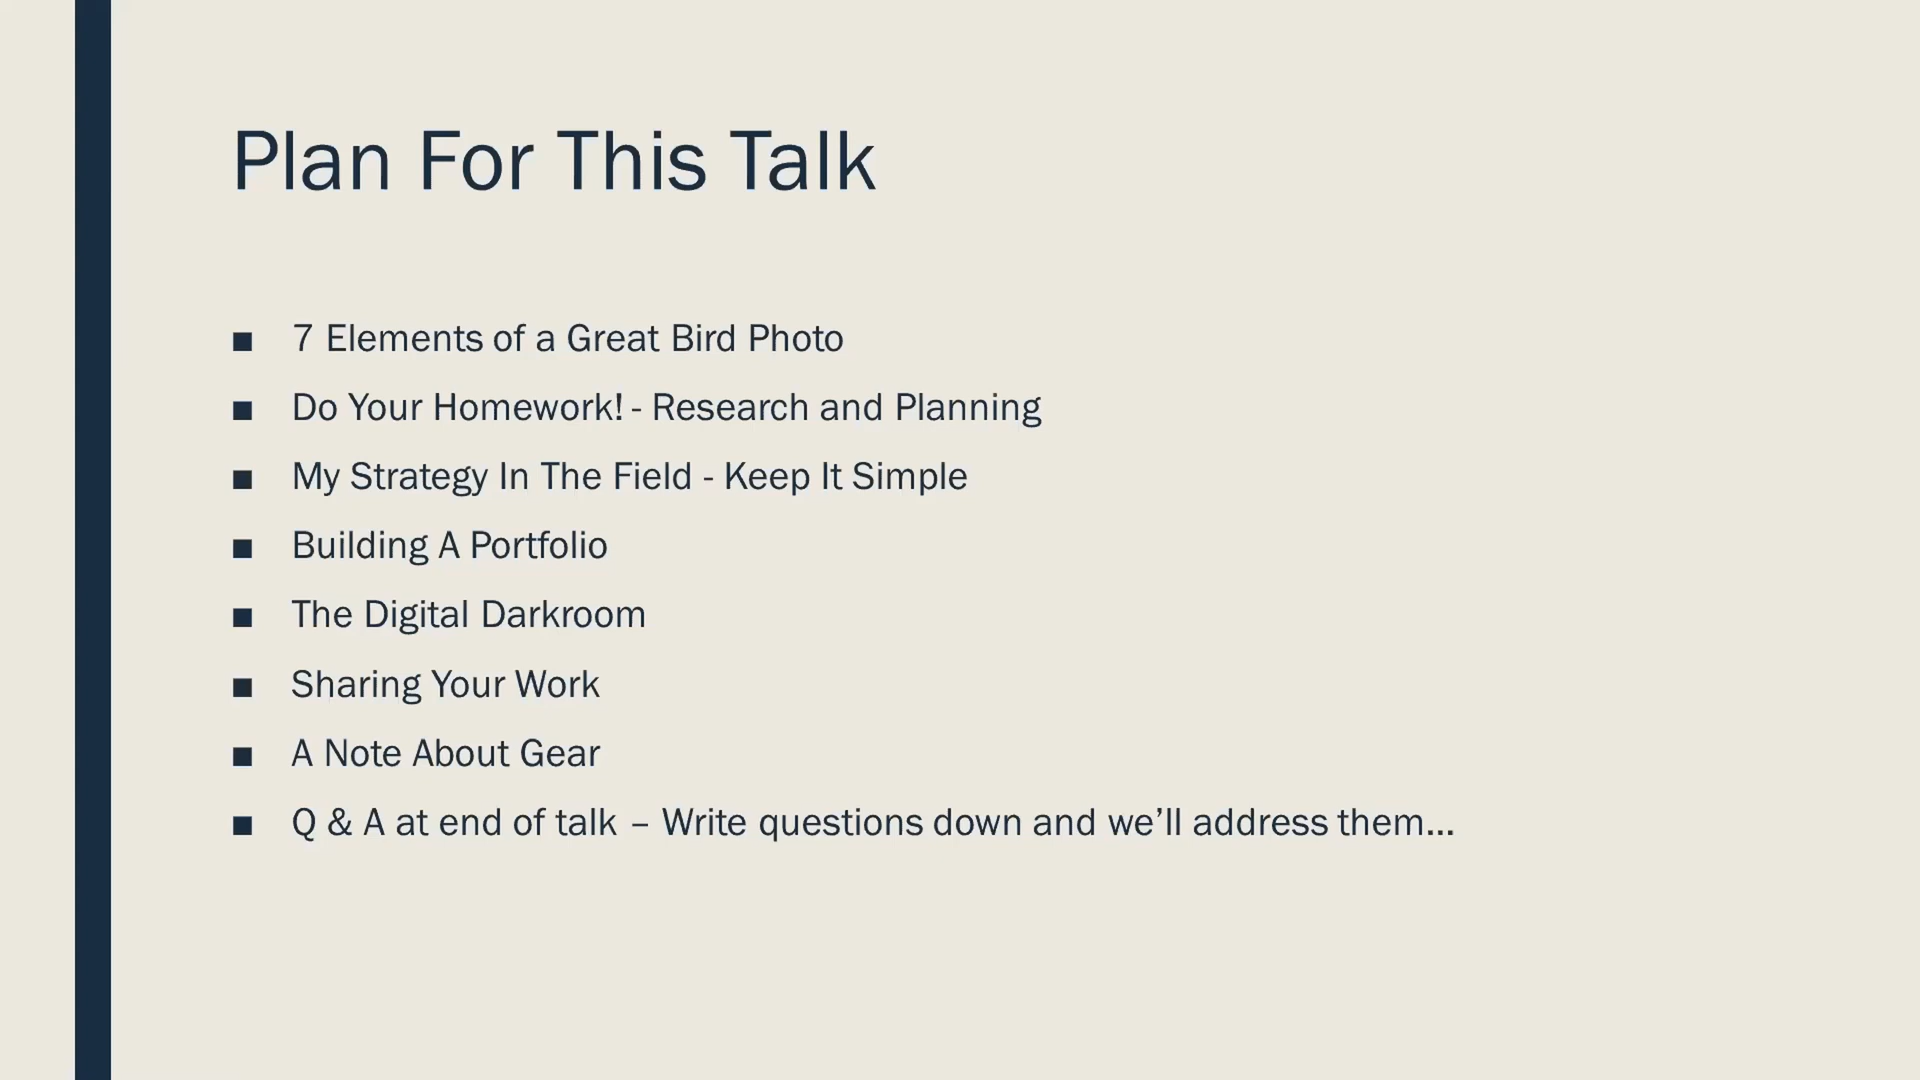 Plan For This Talk
■ 7 Elements of a Great Bird Photo
■ Do Your Homework! - Research and Planning
■ My Strategy In The Field - Keep It Simple
■ Building A Portfolio
■ The Digital Darkroom
■ Sharing Your Work
■ A Note About Gear
■ Q & A at end of talk – Write questions down and we’ll address them…